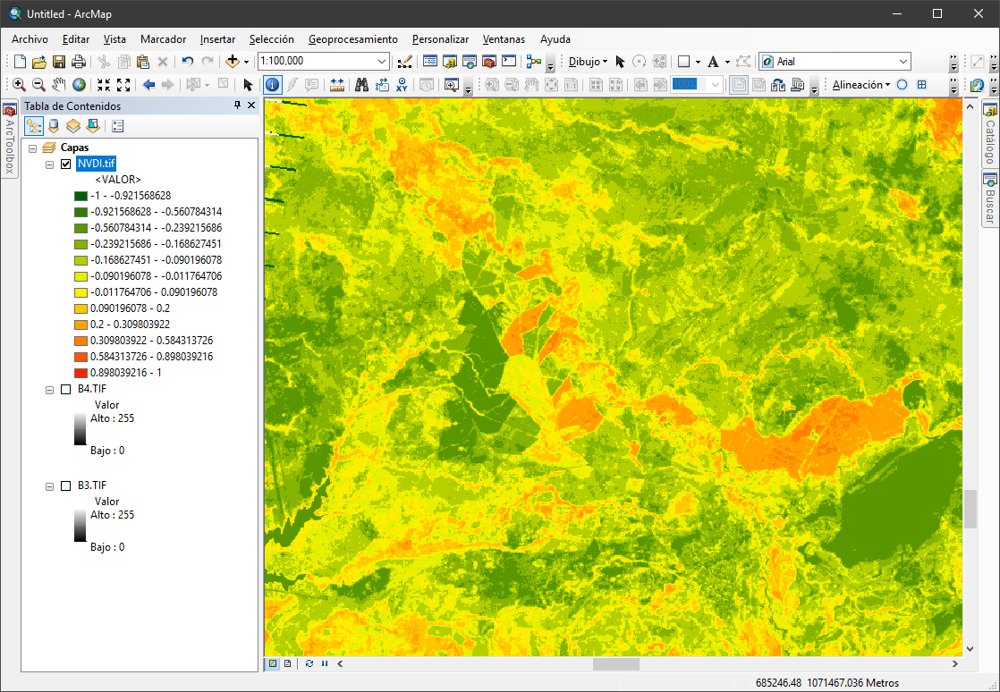 Untitled - ArcMap
Archivo Editar Vista Marcador Insertar Selección Geoprocesamiento Personalizar Ventanas Ayuda
1:100,000 Dibujo A Arial
XY 100% Alineación
ArcToolbox
Tabla de Contenidos
Capas
NVDI.tif
<VALOR>
-1 - -0.921568628
-0.921568628 - -0.560784314
-0.560784314 - -0.239215686
-0.239215686 - -0.168627451
-0.168627451 - -0.090196078
-0.090196078 - -0.011764706
-0.011764706 - 0.090196078
0.090196078 - 0.2
0.2 - 0.309803922
0.309803922 - 0.584313726
0.584313726 - 0.898039216
0.898039216 - 1
B4.TIF
Valor
Alto : 255
Bajo : 0
B3.TIF
Valor
Alto : 255
Bajo : 0
Catálogo
Buscar
685246.48 1071467.036 Metros